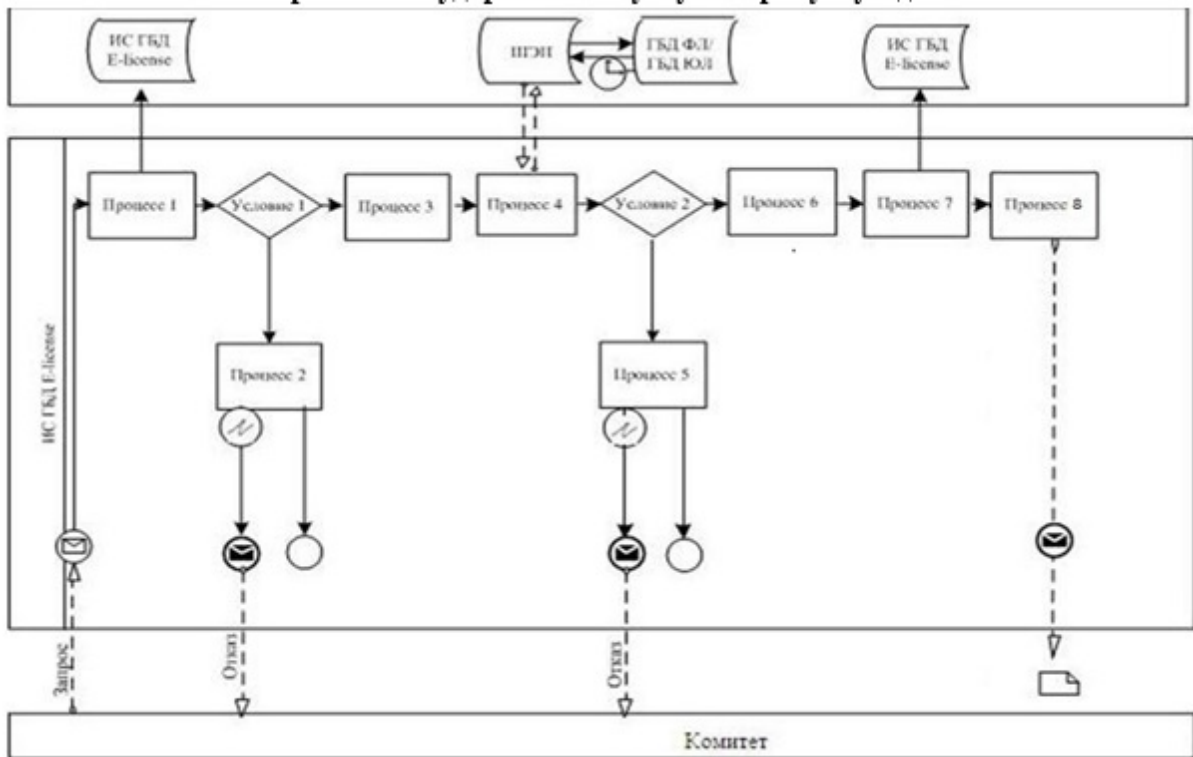 ИС ГБД
E-license
ШЭП
ГБД ФЛ/
ГБД ЮЛ
ИС ГБД
E-license
Процесс 1
Условие 1
Процесс 3
Процесс 4
Условие 2
Процесс 6
Процесс 7
Процесс 8
Процесс 2
Процесс 5
ИС ГБД E-license
Запрос
Отказ
Отказ
Комитет